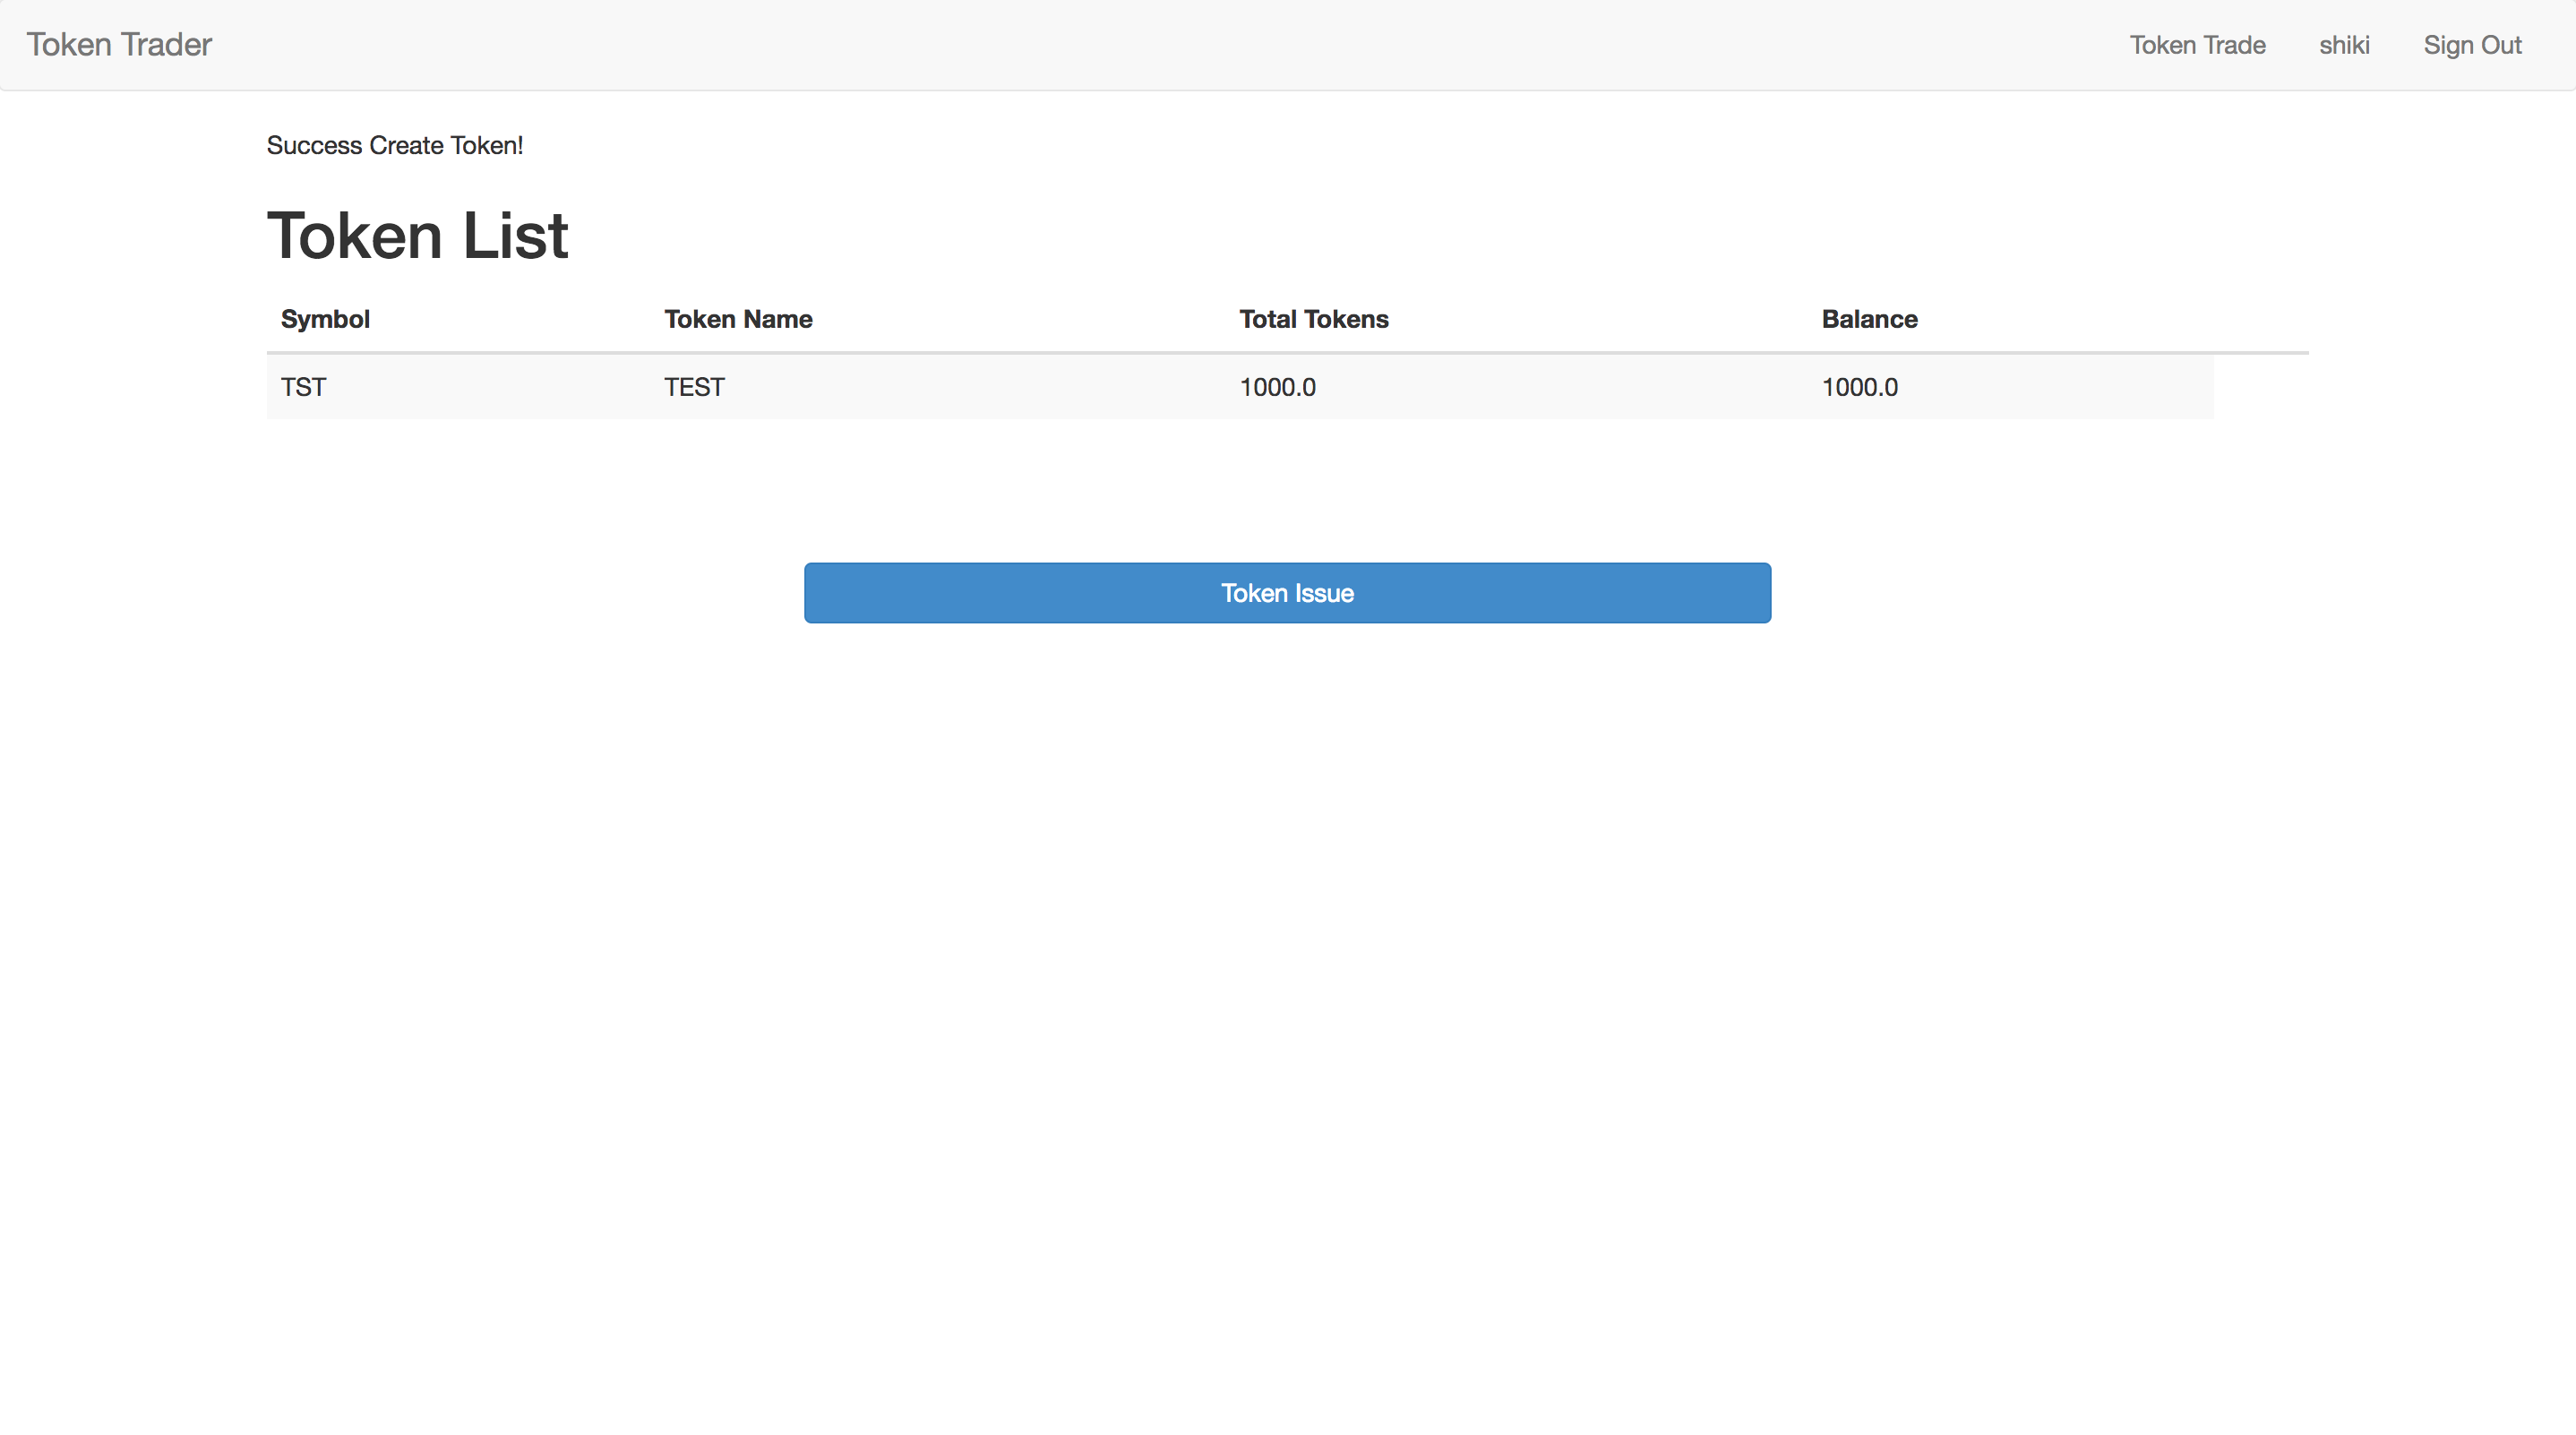 Token Trader Token Trade shiki Sign Out
Success Create Token!
Token List
Symbol Token Name Total Tokens Balance
TST TEST 1000.0 1000.0
Token Issue